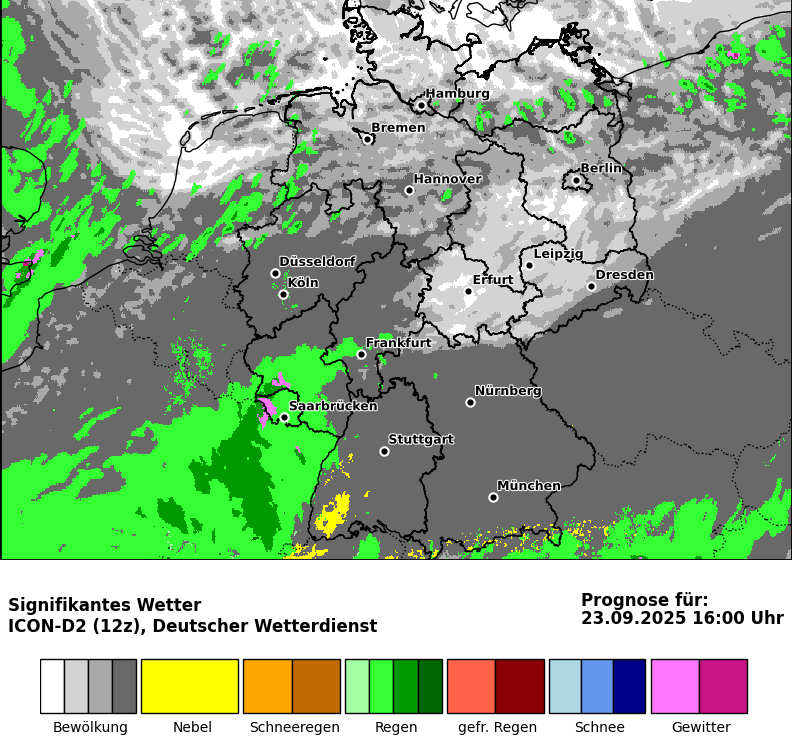 Hamburg
Bremen
Berlin
Hannover
Leipzig
Düsseldorf
Dresden
Köln
Erfurt
Frankfurt
Nürnberg
Saarbrücken
Stuttgart
München
Signifikantes Wetter
ICON-D2 (12z), Deutscher Wetterdienst
Prognose für:
23.09.2025 16:00 Uhr
Bewölkung
Nebel
Schneeregen
Regen
gefr. Regen
Schnee
Gewitter